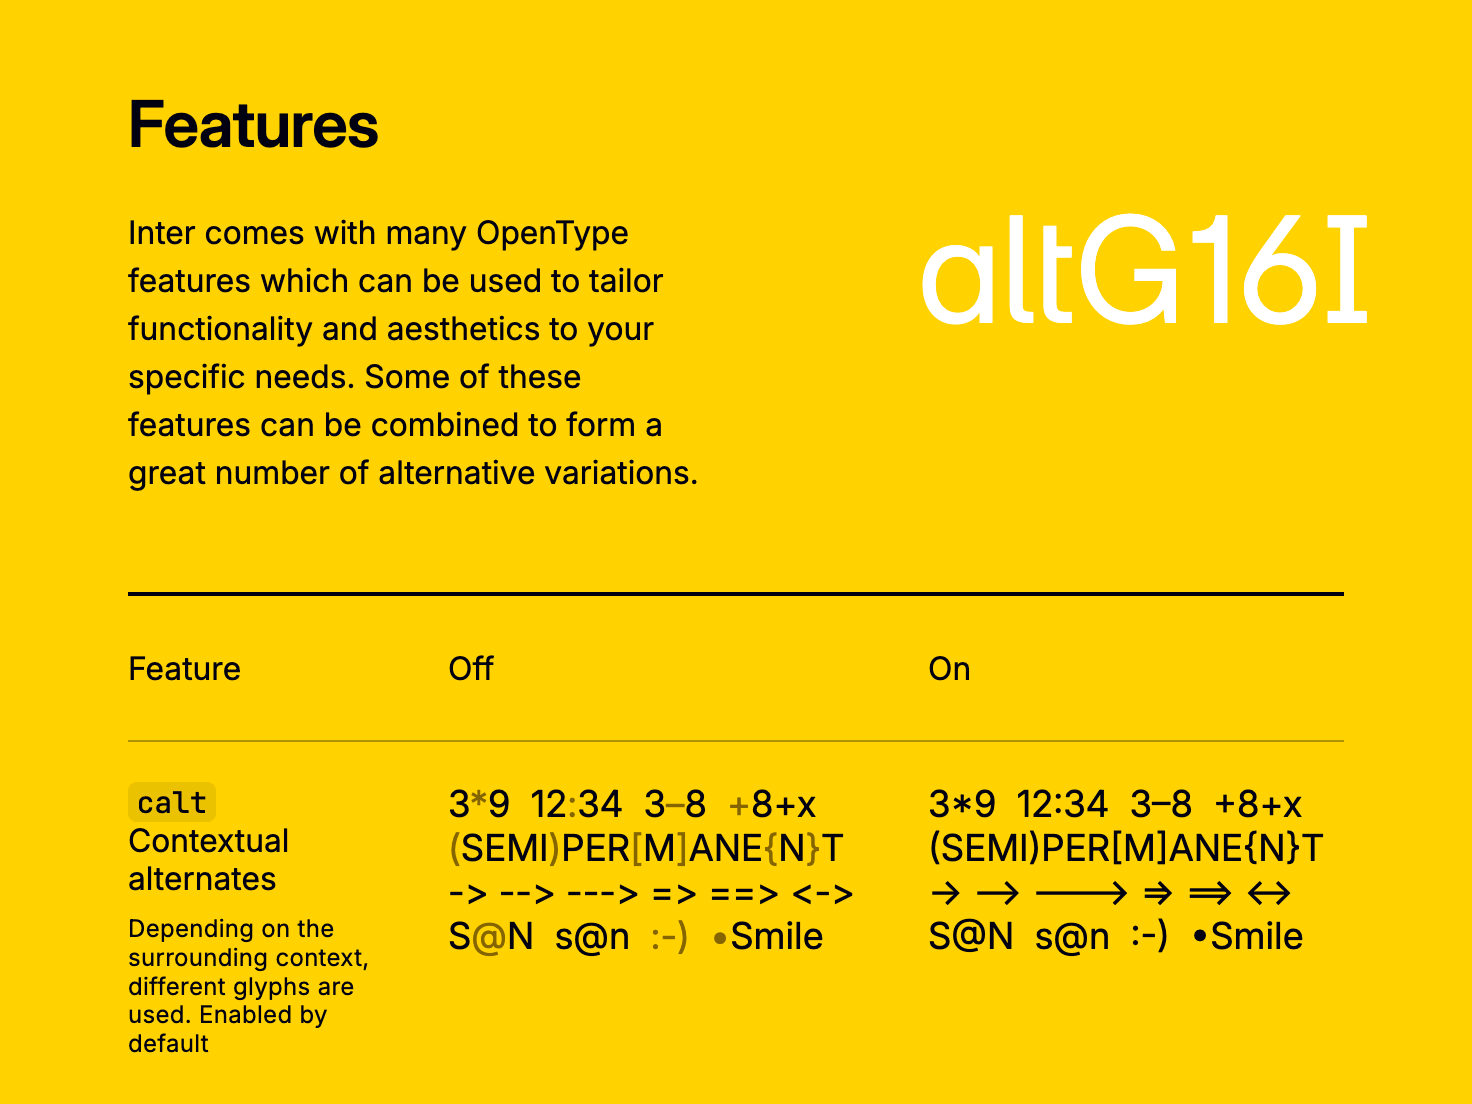 Features
Inter comes with many OpenType
features which can be used to tailor
functionality and aesthetics to your
specific needs. Some of these
features can be combined to form a
great number of alternative variations.
altG16I
Feature Off On
calt
Contextual
alternates
Depending on the
surrounding context,
different glyphs are
used. Enabled by
default
3*9 12:34 3–8 +8+x
(SEMI)PER[M]ANE{N}T
-> --> ---> => ==> <->
S@N s@n :-) •Smile
3*9 12:34 3–8 +8+x
(SEMI)PER[M]ANE{N}T
→ ⟶ ⟶ ⇒ ⟹ ↔
S@N s@n :-) •Smile